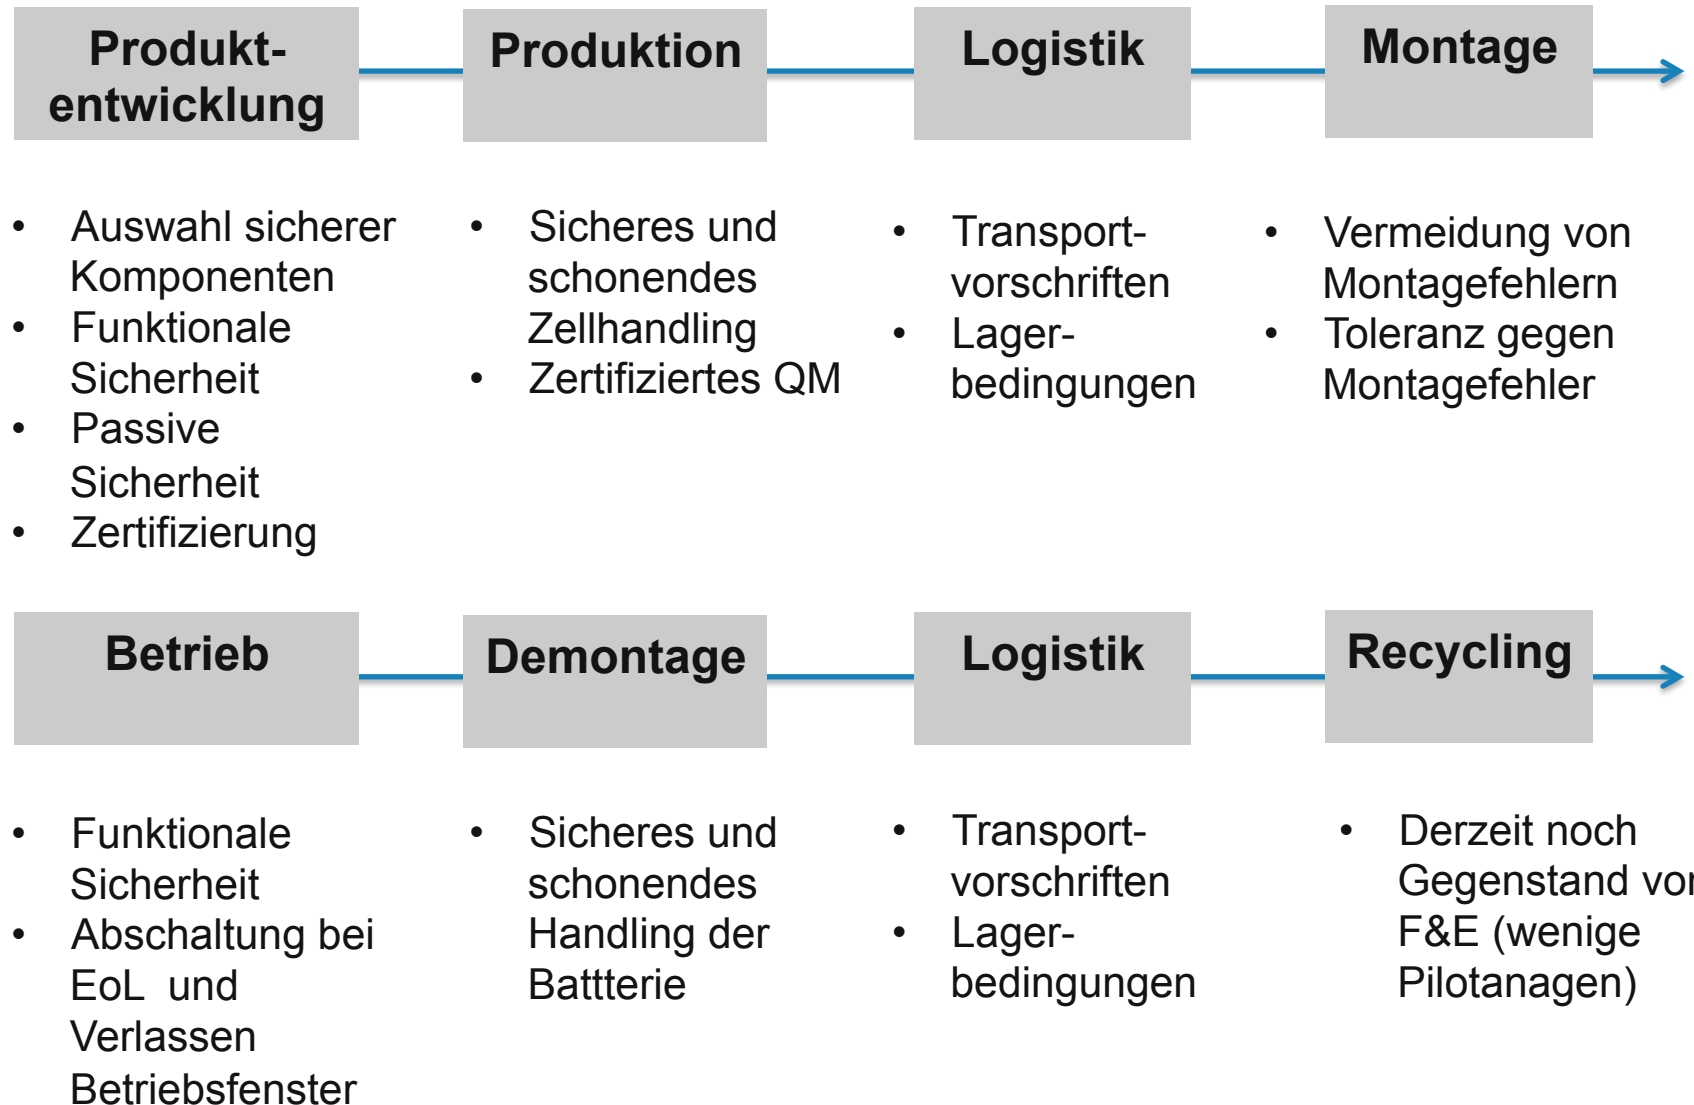 Produkt-
entwicklung
Produktion
Logistik
Montage
• Auswahl sicherer
Komponenten
• Funktionale
Sicherheit
• Passive
Sicherheit
• Zertifizierung
• Sicheres und
schonendes
Zellhandling
• Zertifiziertes QM
• Transport-
vorschriften
• Lager-
bedingungen
• Vermeidung von
Montagefehlern
• Toleranz gegen
Montagefehler
Betrieb
Demontage
Logistik
Recycling
• Funktionale
Sicherheit
• Abschaltung bei
EoL und
Verlassen
Betriebsfenster
• Sicheres und
schonendes
Handling der
Battterie
• Transport-
vorschriften
• Lager-
bedingungen
• Derzeit noch
Gegenstand von
F&E (wenige
Pilotanagen)